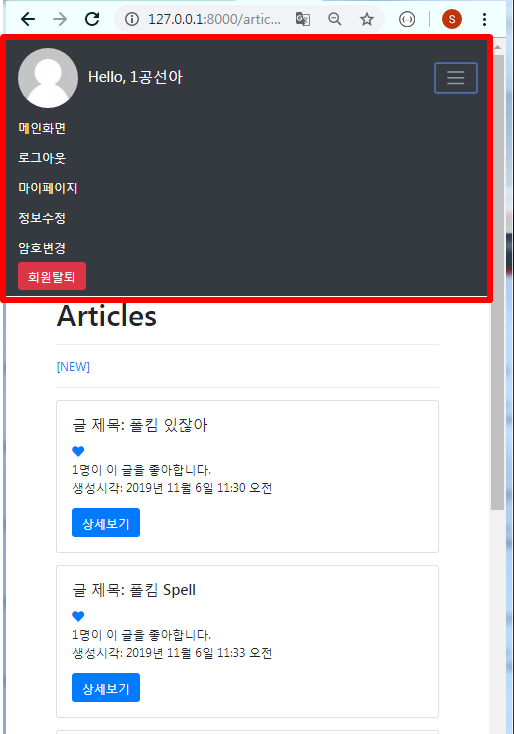 127.0.0.1:8000/artic...
S
Hello, 1공선아
메인화면
로그아웃
마이페이지
정보수정
암호변경
회원탈퇴
Articles
[NEW]
글 제목: 폴킴 있잖아
1명이 이 글을 좋아합니다.
생성시각: 2019년 11월 6일 11:30 오전
상세보기
글 제목: 폴킴 Spell
1명이 이 글을 좋아합니다.
생성시각: 2019년 11월 6일 11:33 오전
상세보기